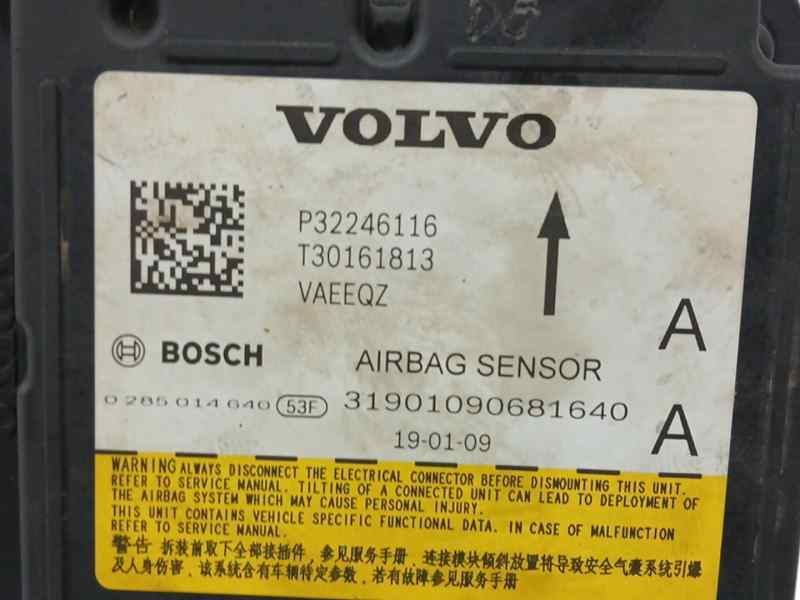 VOLVO
P32246116
T30161813
VAEEQZ
A
BOSCH
AIRBAG SENSOR
0 285 014 640 53F 31901090681640
A
19-01-09
WARNING ALWAYS DISCONNECT THE ELECTRICAL CONNECTOR BEFORE DISMOUNTING THIS UNIT.
REFER TO SERVICE MANUAL. TILTING OF A CONNECTED UNIT CAN LEAD TO DEPLOYMENT OF
THE AIRBAG SYSTEM WHICH MAY CAUSE PERSONAL INJURY.
THIS UNIT CONTAINS VEHICLE SPECIFIC FUNCTIONAL DATA. IN CASE OF MALFUNCTION
REFER TO SERVICE MANUAL.
警告 拆装前取下全部接插件，参见服务手册，连接模块倾斜放置将导致安全气囊系统引爆
及人身伤害，该系统含有车辆特定参数，若有故障参见服务手册